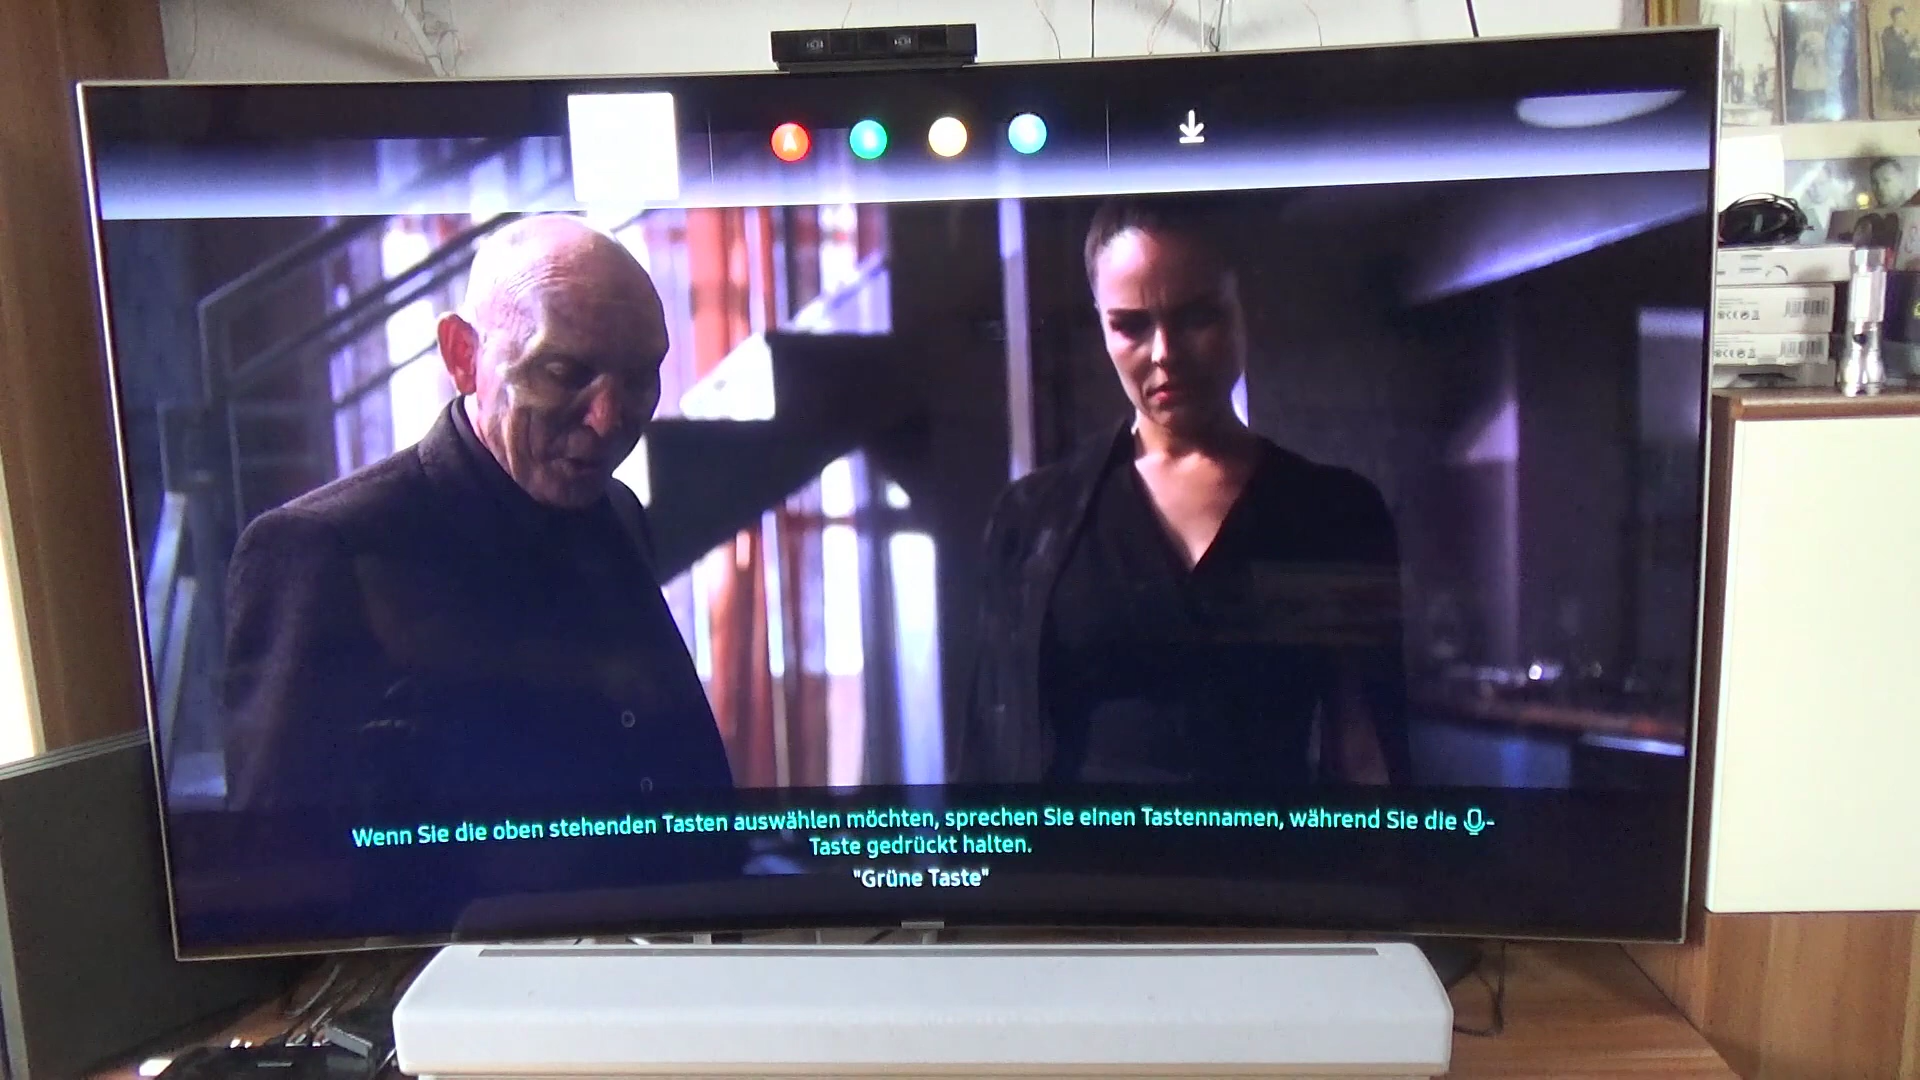 A
Wenn Sie die oben stehenden Tasten auswählen möchten, sprechen Sie einen Tastennamen, während Sie die -
Taste gedrückt halten.
"Grüne Taste"